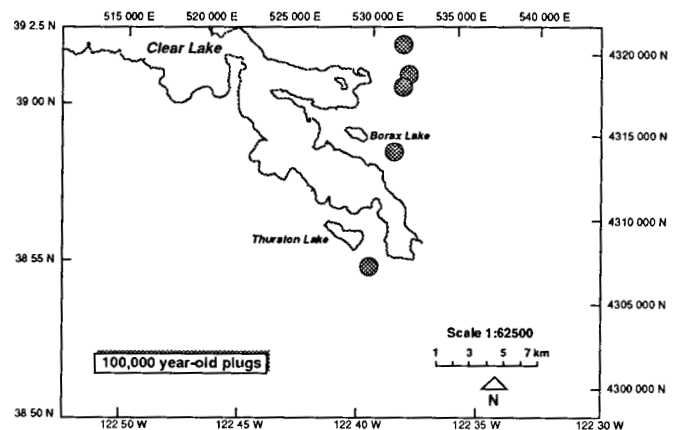 515 000 E 520 000 E 525 000 E 530 000 E 535 000 E 540 000 E
39 2.5 N
Clear Lake
4320 000 N
39 00 N
Borax Lake
4315 000 N
4310 000 N
Thurston Lake
38 55 N
4305 000 N
Scale 1:62500
1 3 4 5 7 km
100,000 year-old plugs
N
4300 000 N
38 50 N
122 50 W 122 45 W 122 40 W 122 35 W 122 30 W